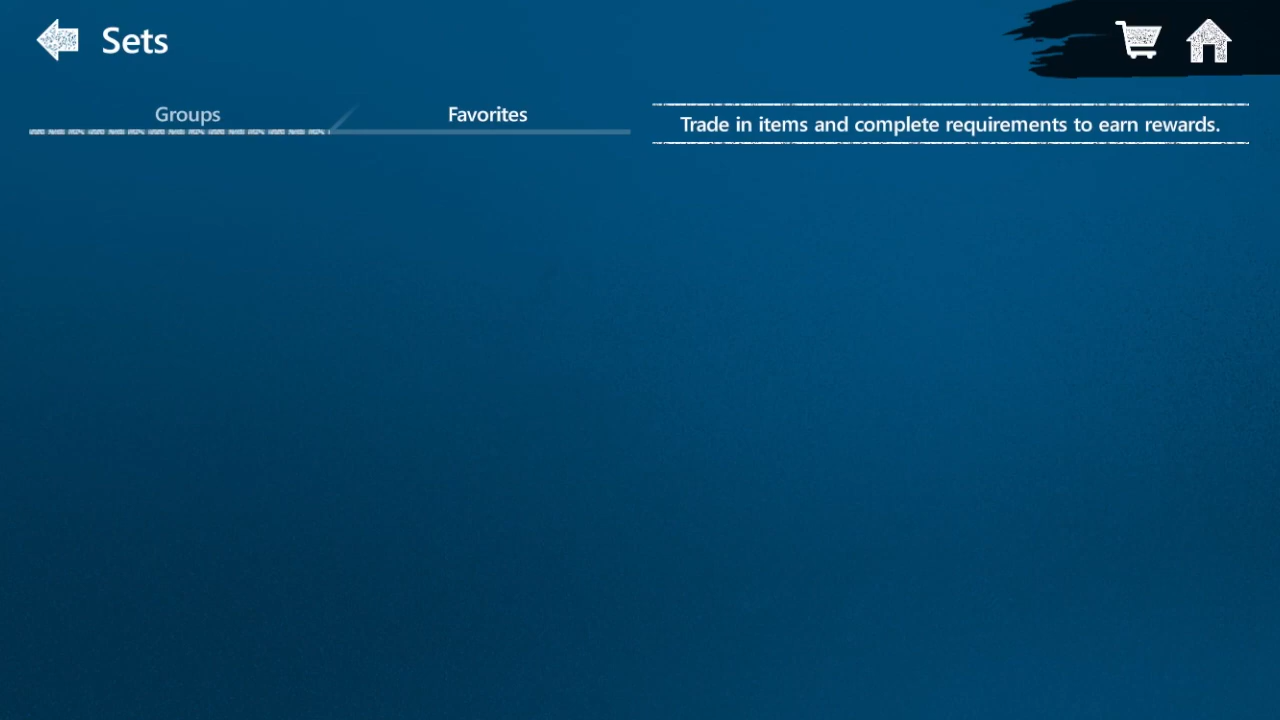 Sets
Groups
Favorites
Trade in items and complete requirements to earn rewards.